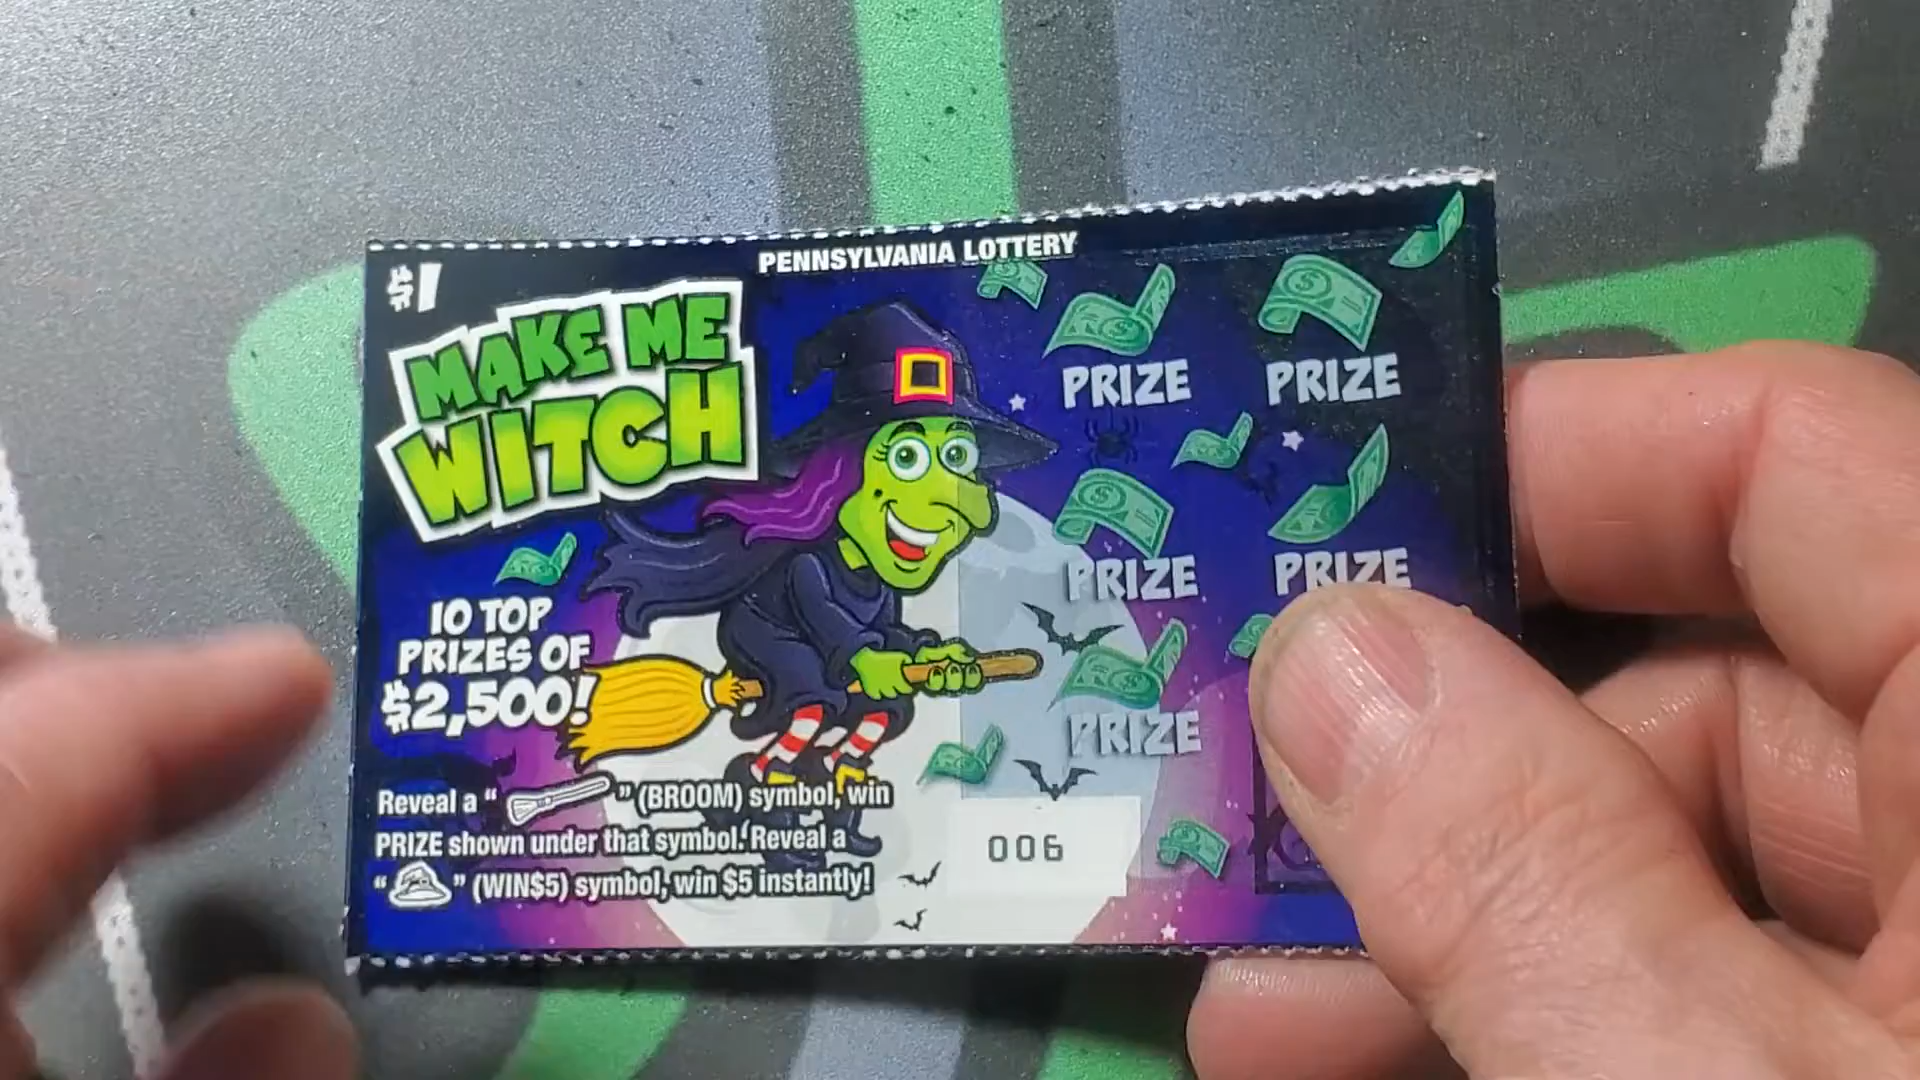 PENNSYLVANIA LOTTERY
$1
MAKE ME
WITCH
10 TOP
PRIZES OF
$2,500!
Reveal a " " (BROOM) symbol, win
PRIZE shown under that symbol. Reveal a
" " (WIN$5) symbol, win $5 instantly!
PRIZE PRIZE
PRIZE PRIZE
PRIZE
006